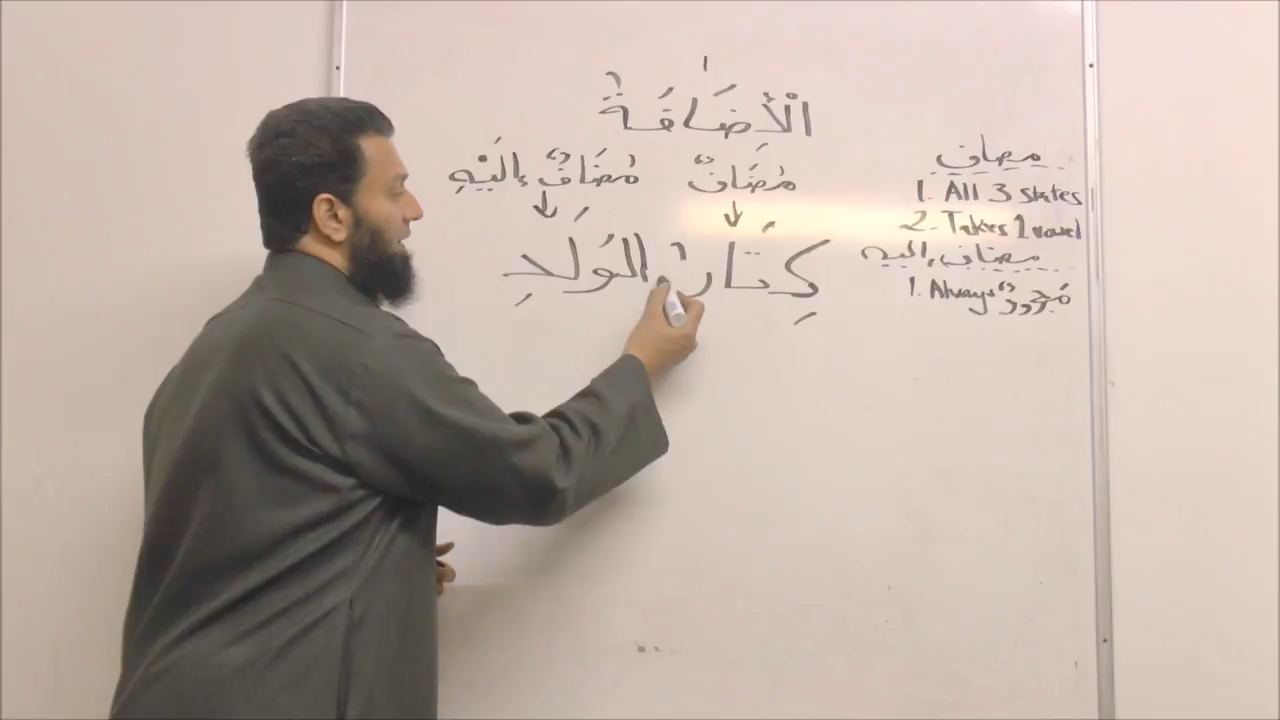 الْأِضَافَةُ
مُضَافٌ مُضَافٌ إِلَيْهِ
كِتَابُ الْوَلَدِ
مضاف
1. All 3 states
2. Takes 1 vowel
مضاف إليه
1. Always مَجْرُورٌ